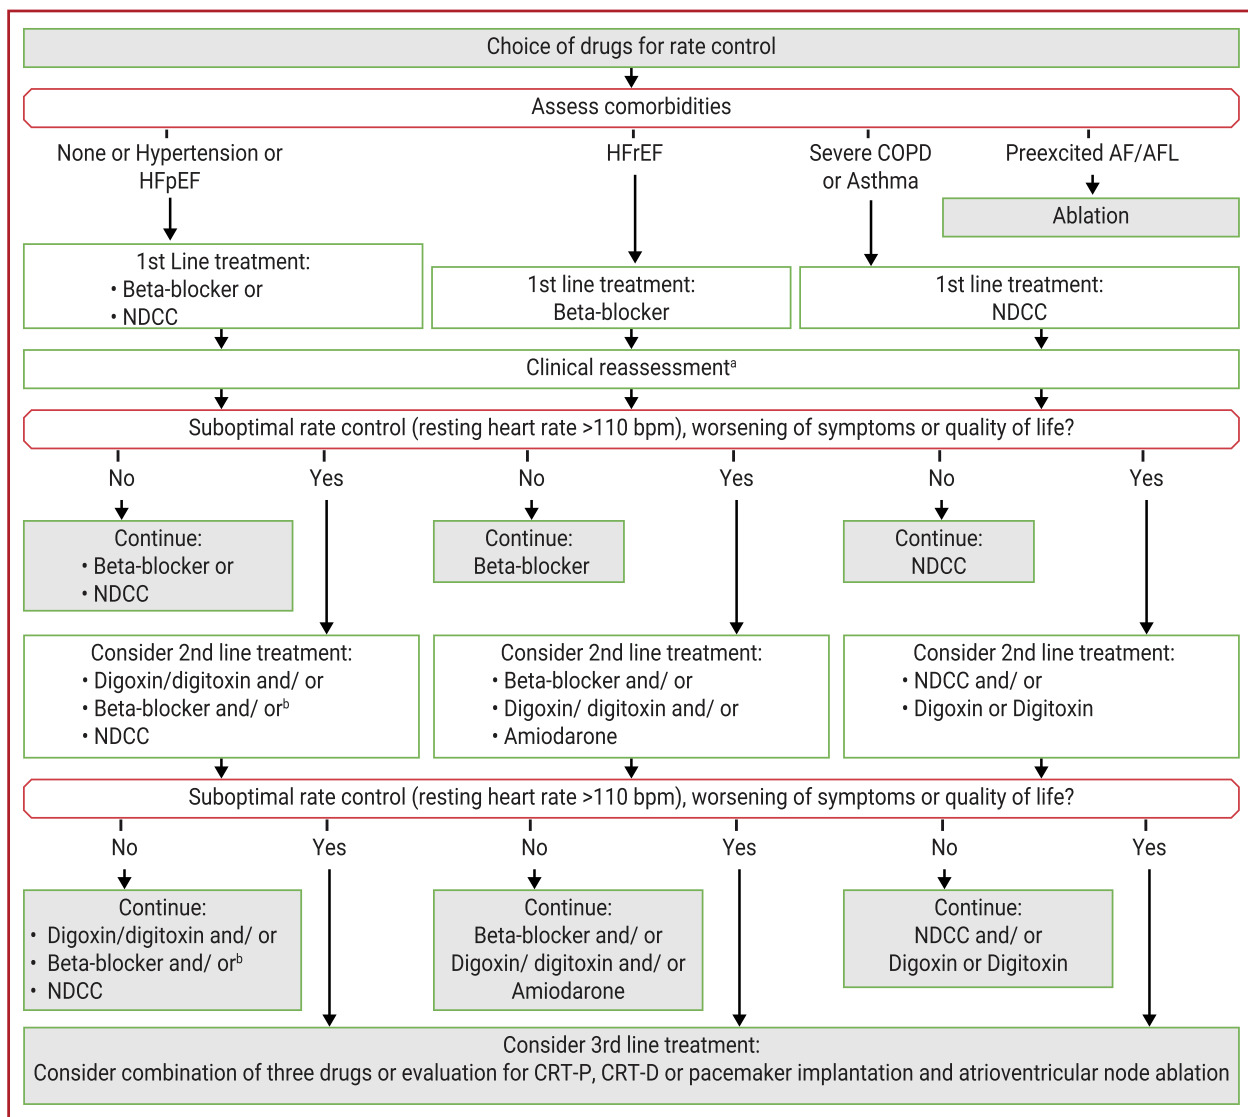 Choice of drugs for rate control
Assess comorbidities
None or Hypertension or
HFpEF
HFrEF
Severe COPD
or Asthma
Preexcited AF/AFL
Ablation
1st Line treatment:
• Beta-blocker or
• NDCC
1st line treatment:
Beta-blocker
1st line treatment:
NDCC
Clinical reassessmentᵃ
Suboptimal rate control (resting heart rate >110 bpm), worsening of symptoms or quality of life?
No
Yes
No
Yes
No
Yes
Continue:
• Beta-blocker or
• NDCC
Continue:
Beta-blocker
Continue:
NDCC
Consider 2nd line treatment:
• Digoxin/digitoxin and/ or
• Beta-blocker and/ orᵇ
• NDCC
Consider 2nd line treatment:
• Beta-blocker and/ or
• Digoxin/ digitoxin and/ or
• Amiodarone
Consider 2nd line treatment:
• NDCC and/ or
• Digoxin or Digitoxin
Suboptimal rate control (resting heart rate >110 bpm), worsening of symptoms or quality of life?
No
Yes
No
Yes
No
Yes
Continue:
• Digoxin/digitoxin and/ or
• Beta-blocker and/ orᵇ
• NDCC
Continue:
Beta-blocker and/ or
Digoxin/ digitoxin and/ or
Amiodarone
Continue:
NDCC and/ or
Digoxin or Digitoxin
Consider 3rd line treatment:
Consider combination of three drugs or evaluation for CRT-P, CRT-D or pacemaker implantation and atrioventricular node ablation